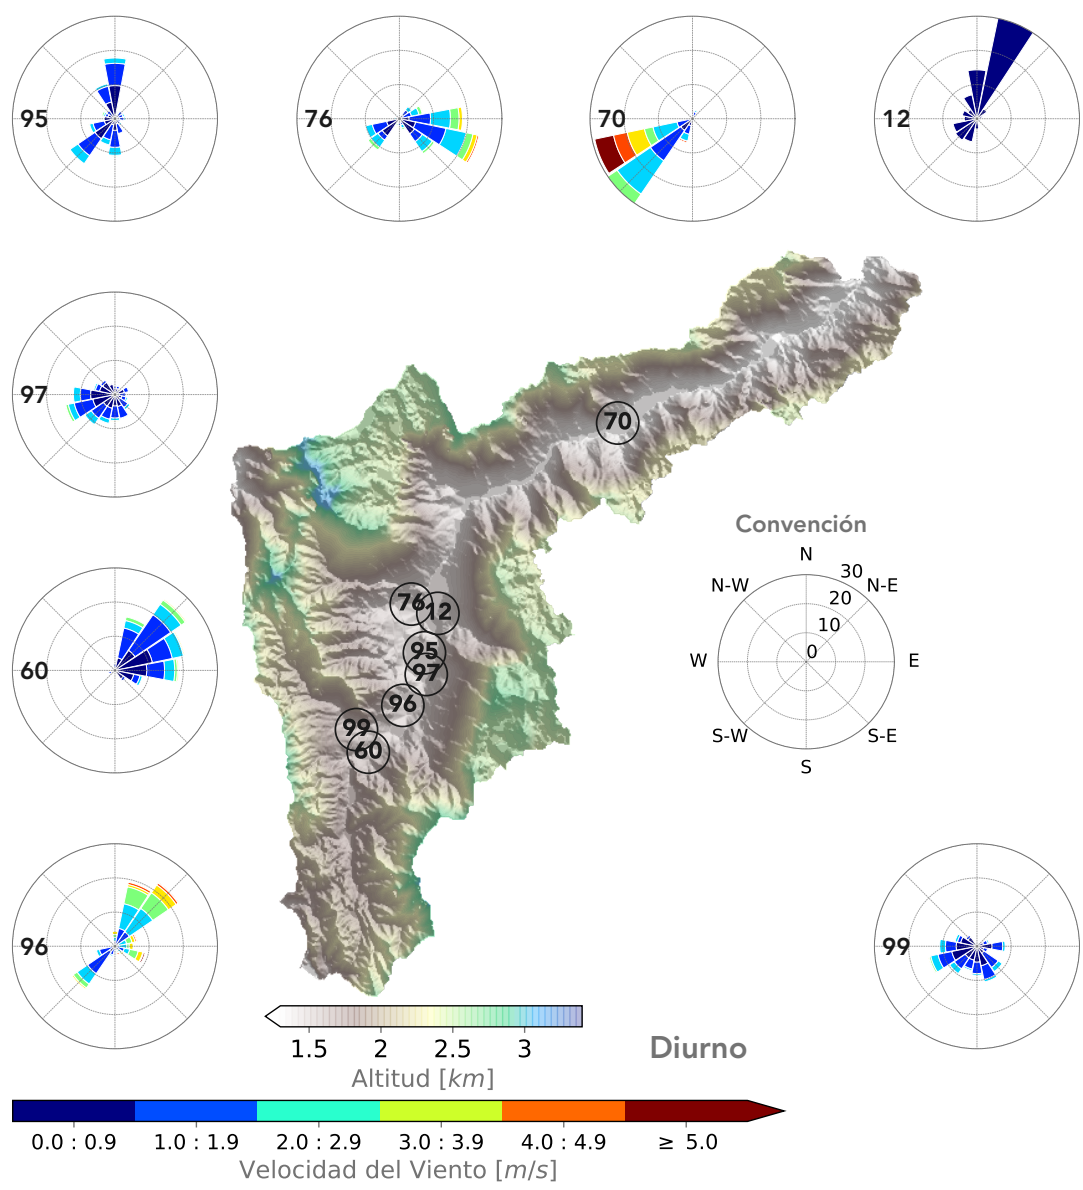 95
76
70
12
97
70
Convención
N
N-W
30
N-E
20
10
0
W
E
S-W
S-E
S
76
12
95
97
96
99
60
60
96
99
1.5 2 2.5 3
Altitud [km]
Diurno
0.0 : 0.9 1.0 : 1.9 2.0 : 2.9 3.0 : 3.9 4.0 : 4.9 ≥ 5.0
Velocidad del Viento [m/s]